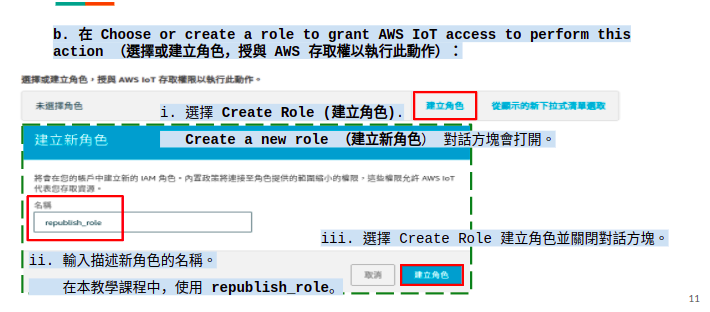 b. 在 Choose or create a role to grant AWS IoT access to perform this
action （選擇或建立角色，授與 AWS 存取權以執行此動作）：
選擇或建立角色，授與 AWS IoT 存取權限以執行此動作。
未選擇角色
i. 選擇 Create Role (建立角色).
建立角色
從顯示的新下拉式清單選取
建立新角色
Create a new role （建立新角色） 對話方塊會打開。
將會在您的帳戶中建立新的 IAM 角色。內置政策將連接至角色提供的範圍縮小的權限，這些權限允許 AWS IoT
代表您存取資源。
名稱
republish_role
iii. 選擇 Create Role 建立角色並關閉對話方塊。
ii. 輸入描述新角色的名稱。
取消
建立角色
在本教學課程中，使用 republish_role。
11